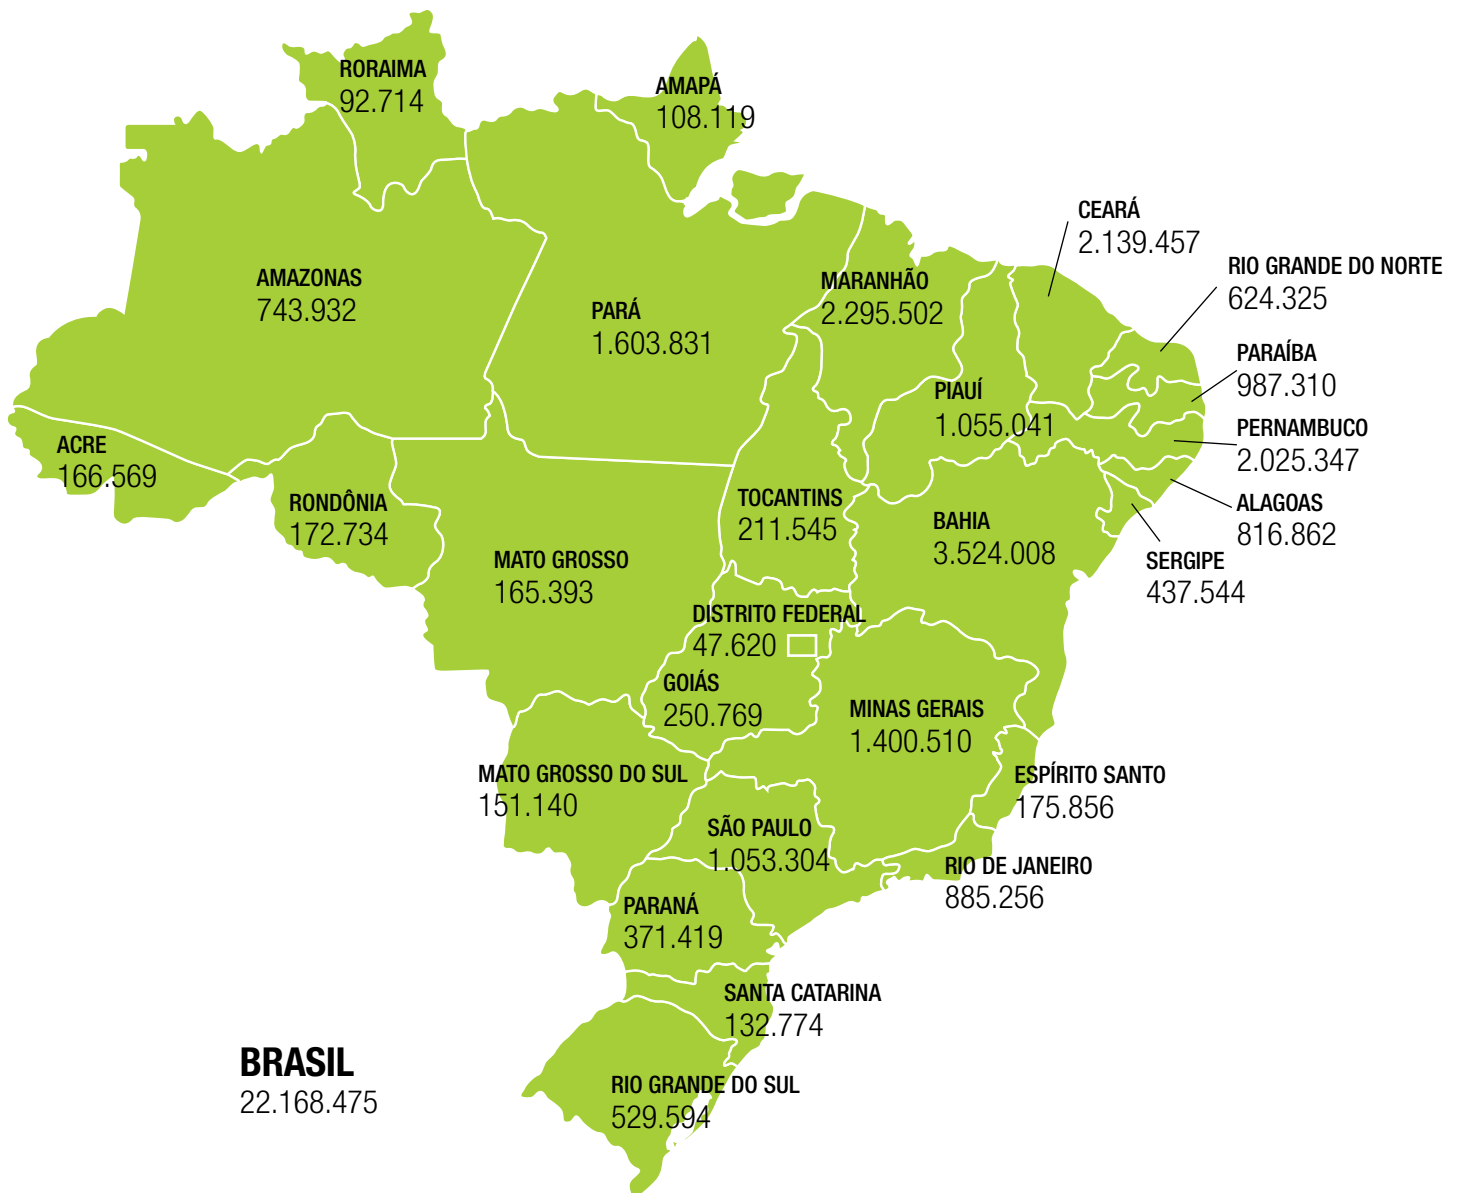 RORAIMA
92.714
AMAPÁ
108.119
CEARÁ
2.139.457
RIO GRANDE DO NORTE
624.325
AMAZONAS
743.932
PARÁ
1.603.831
MARANHÃO
2.295.502
PARAÍBA
987.310
PIAUÍ
1.055.041
PERNAMBUCO
2.025.347
ACRE
166.569
RONDÔNIA
172.734
TOCANTINS
211.545
BAHIA
3.524.008
ALAGOAS
816.862
SERGIPE
437.544
MATO GROSSO
165.393
DISTRITO FEDERAL
47.620
GOIÁS
250.769
MINAS GERAIS
1.400.510
MATO GROSSO DO SUL
151.140
ESPÍRITO SANTO
175.856
SÃO PAULO
1.053.304
RIO DE JANEIRO
885.256
PARANÁ
371.419
SANTA CATARINA
132.774
BRASIL
22.168.475
RIO GRANDE DO SUL
529.594